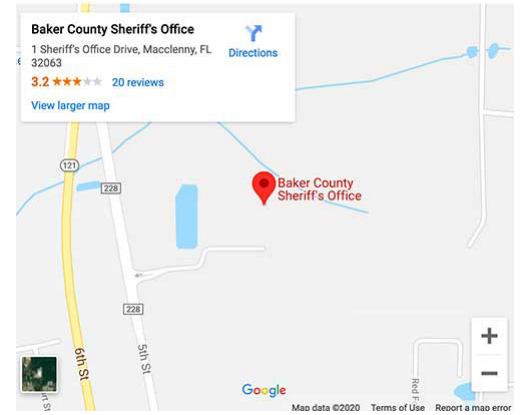 Baker County Sheriff's Office
1 Sheriff's Office Drive, Macclenny, FL
32063
Directions
3.2
20 reviews
View larger map
121
228
Baker County
Sheriff's Office
228
6th St
5th St
Red F
Google
Map data ©2020 Terms of Use Report a map error